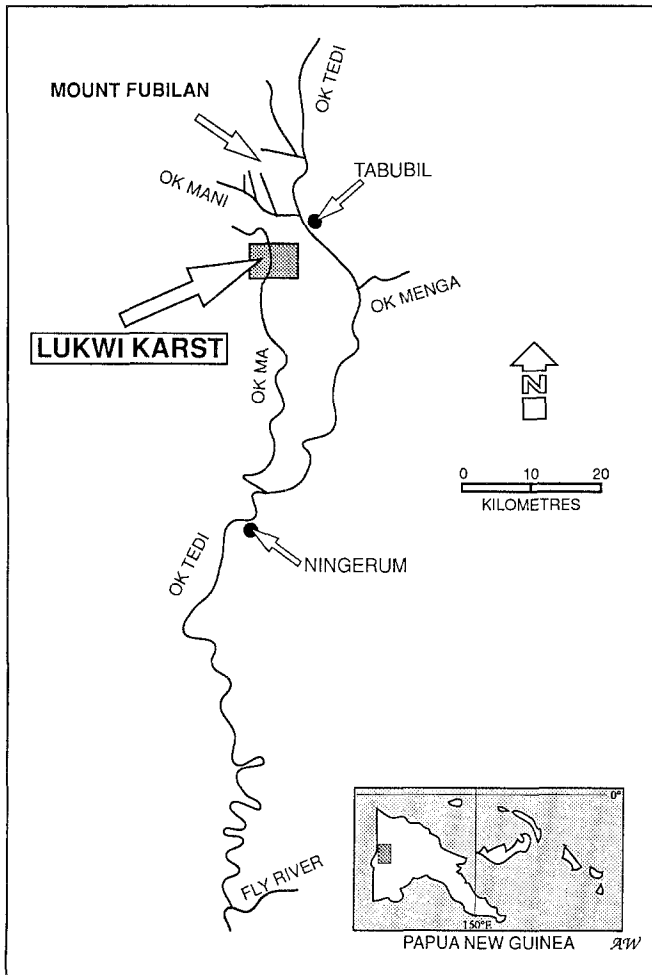 OK TEDI
MOUNT FUBILAN
TABUBIL
OK MANI
OK MENGA
LUKWI KARST
OK MA
N
0 10 20
KILOMETRES
OK TEDI
NINGERUM
FLY RIVER
0°
150°E
PAPUA NEW GUINEA
AW